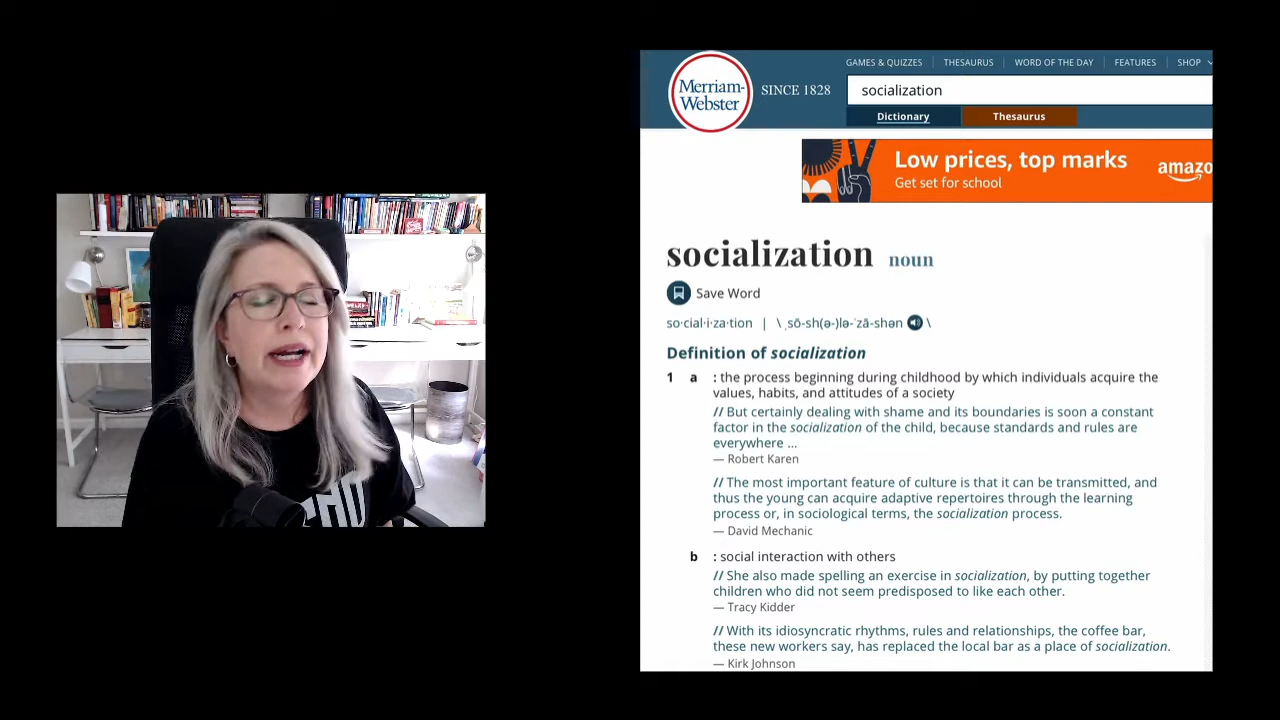 GAMES & QUIZZES | THESAURUS | WORD OF THE DAY | FEATURES | SHOP
Merriam-
Webster
SINCE 1828
socialization
Dictionary
Thesaurus
Low prices, top marks
Get set for school
amazo
socialization noun
Save Word
so·cial·i·za·tion | \ ˌsō-sh(ə-)lə-ˈzā-shən \
Definition of socialization
1 a : the process beginning during childhood by which individuals acquire the
values, habits, and attitudes of a society
// But certainly dealing with shame and its boundaries is soon a constant
factor in the socialization of the child, because standards and rules are
everywhere ...
— Robert Karen
// The most important feature of culture is that it can be transmitted, and
thus the young can acquire adaptive repertoires through the learning
process or, in sociological terms, the socialization process.
— David Mechanic
b : social interaction with others
// She also made spelling an exercise in socialization, by putting together
children who did not seem predisposed to like each other.
— Tracy Kidder
// With its idiosyncratic rhythms, rules and relationships, the coffee bar,
these new workers say, has replaced the local bar as a place of socialization.
— Kirk Johnson